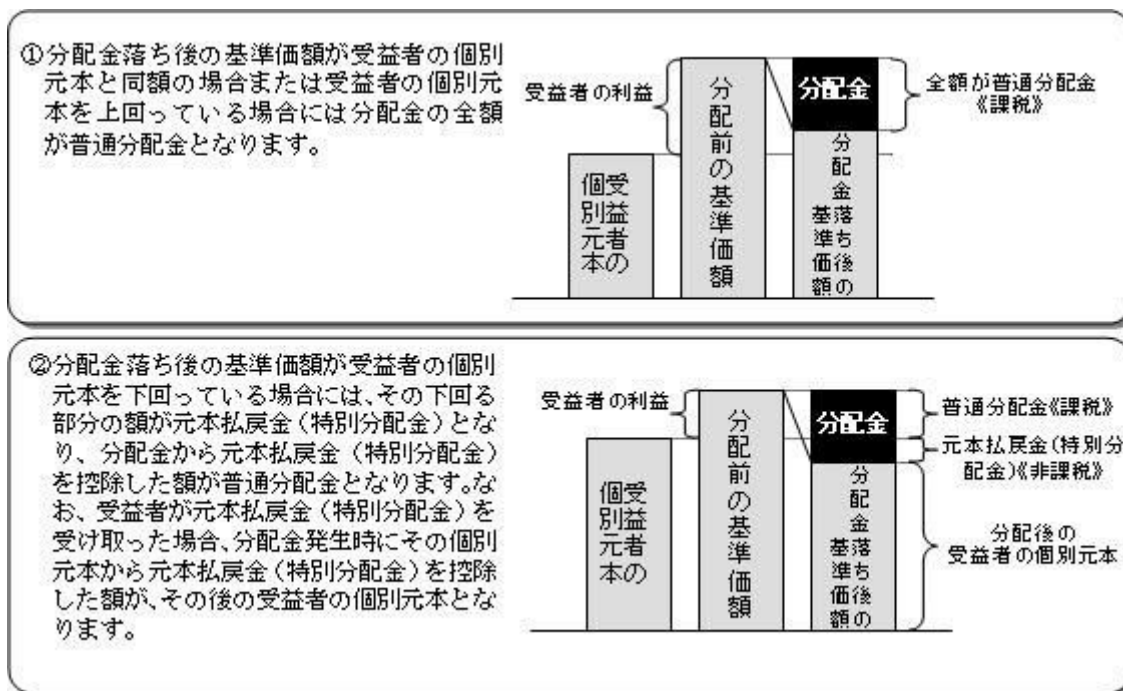 ①分配金落ち後の基準価額が受益者の個別
元本と同額の場合または受益者の個別元
本を上回っている場合には分配金の全額
が普通分配金となります。
受益者の利益
個別元本
受益者の
分配前の基準価額
分配金
分配金落ち後の
基準価額
全額が普通分配金
《課税》
②分配金落ち後の基準価額が受益者の個別
元本を下回っている場合には、その下回る
部分の額が元本払戻金（特別分配金）とな
り、分配金から元本払戻金（特別分配金）
を控除した額が普通分配金となります。な
お、受益者が元本払戻金（特別分配金）を
受け取った場合、分配金発生時にその個別
元本から元本払戻金（特別分配金）を控除
した額が、その後の受益者の個別元本とな
ります。
受益者の利益
受益者の
個別元本
分配前の基準価額
分配金
分配金落ち後の
基準価額
普通分配金《課税》
元本払戻金（特別分
配金）《非課税》
分配後の
受益者の個別元本